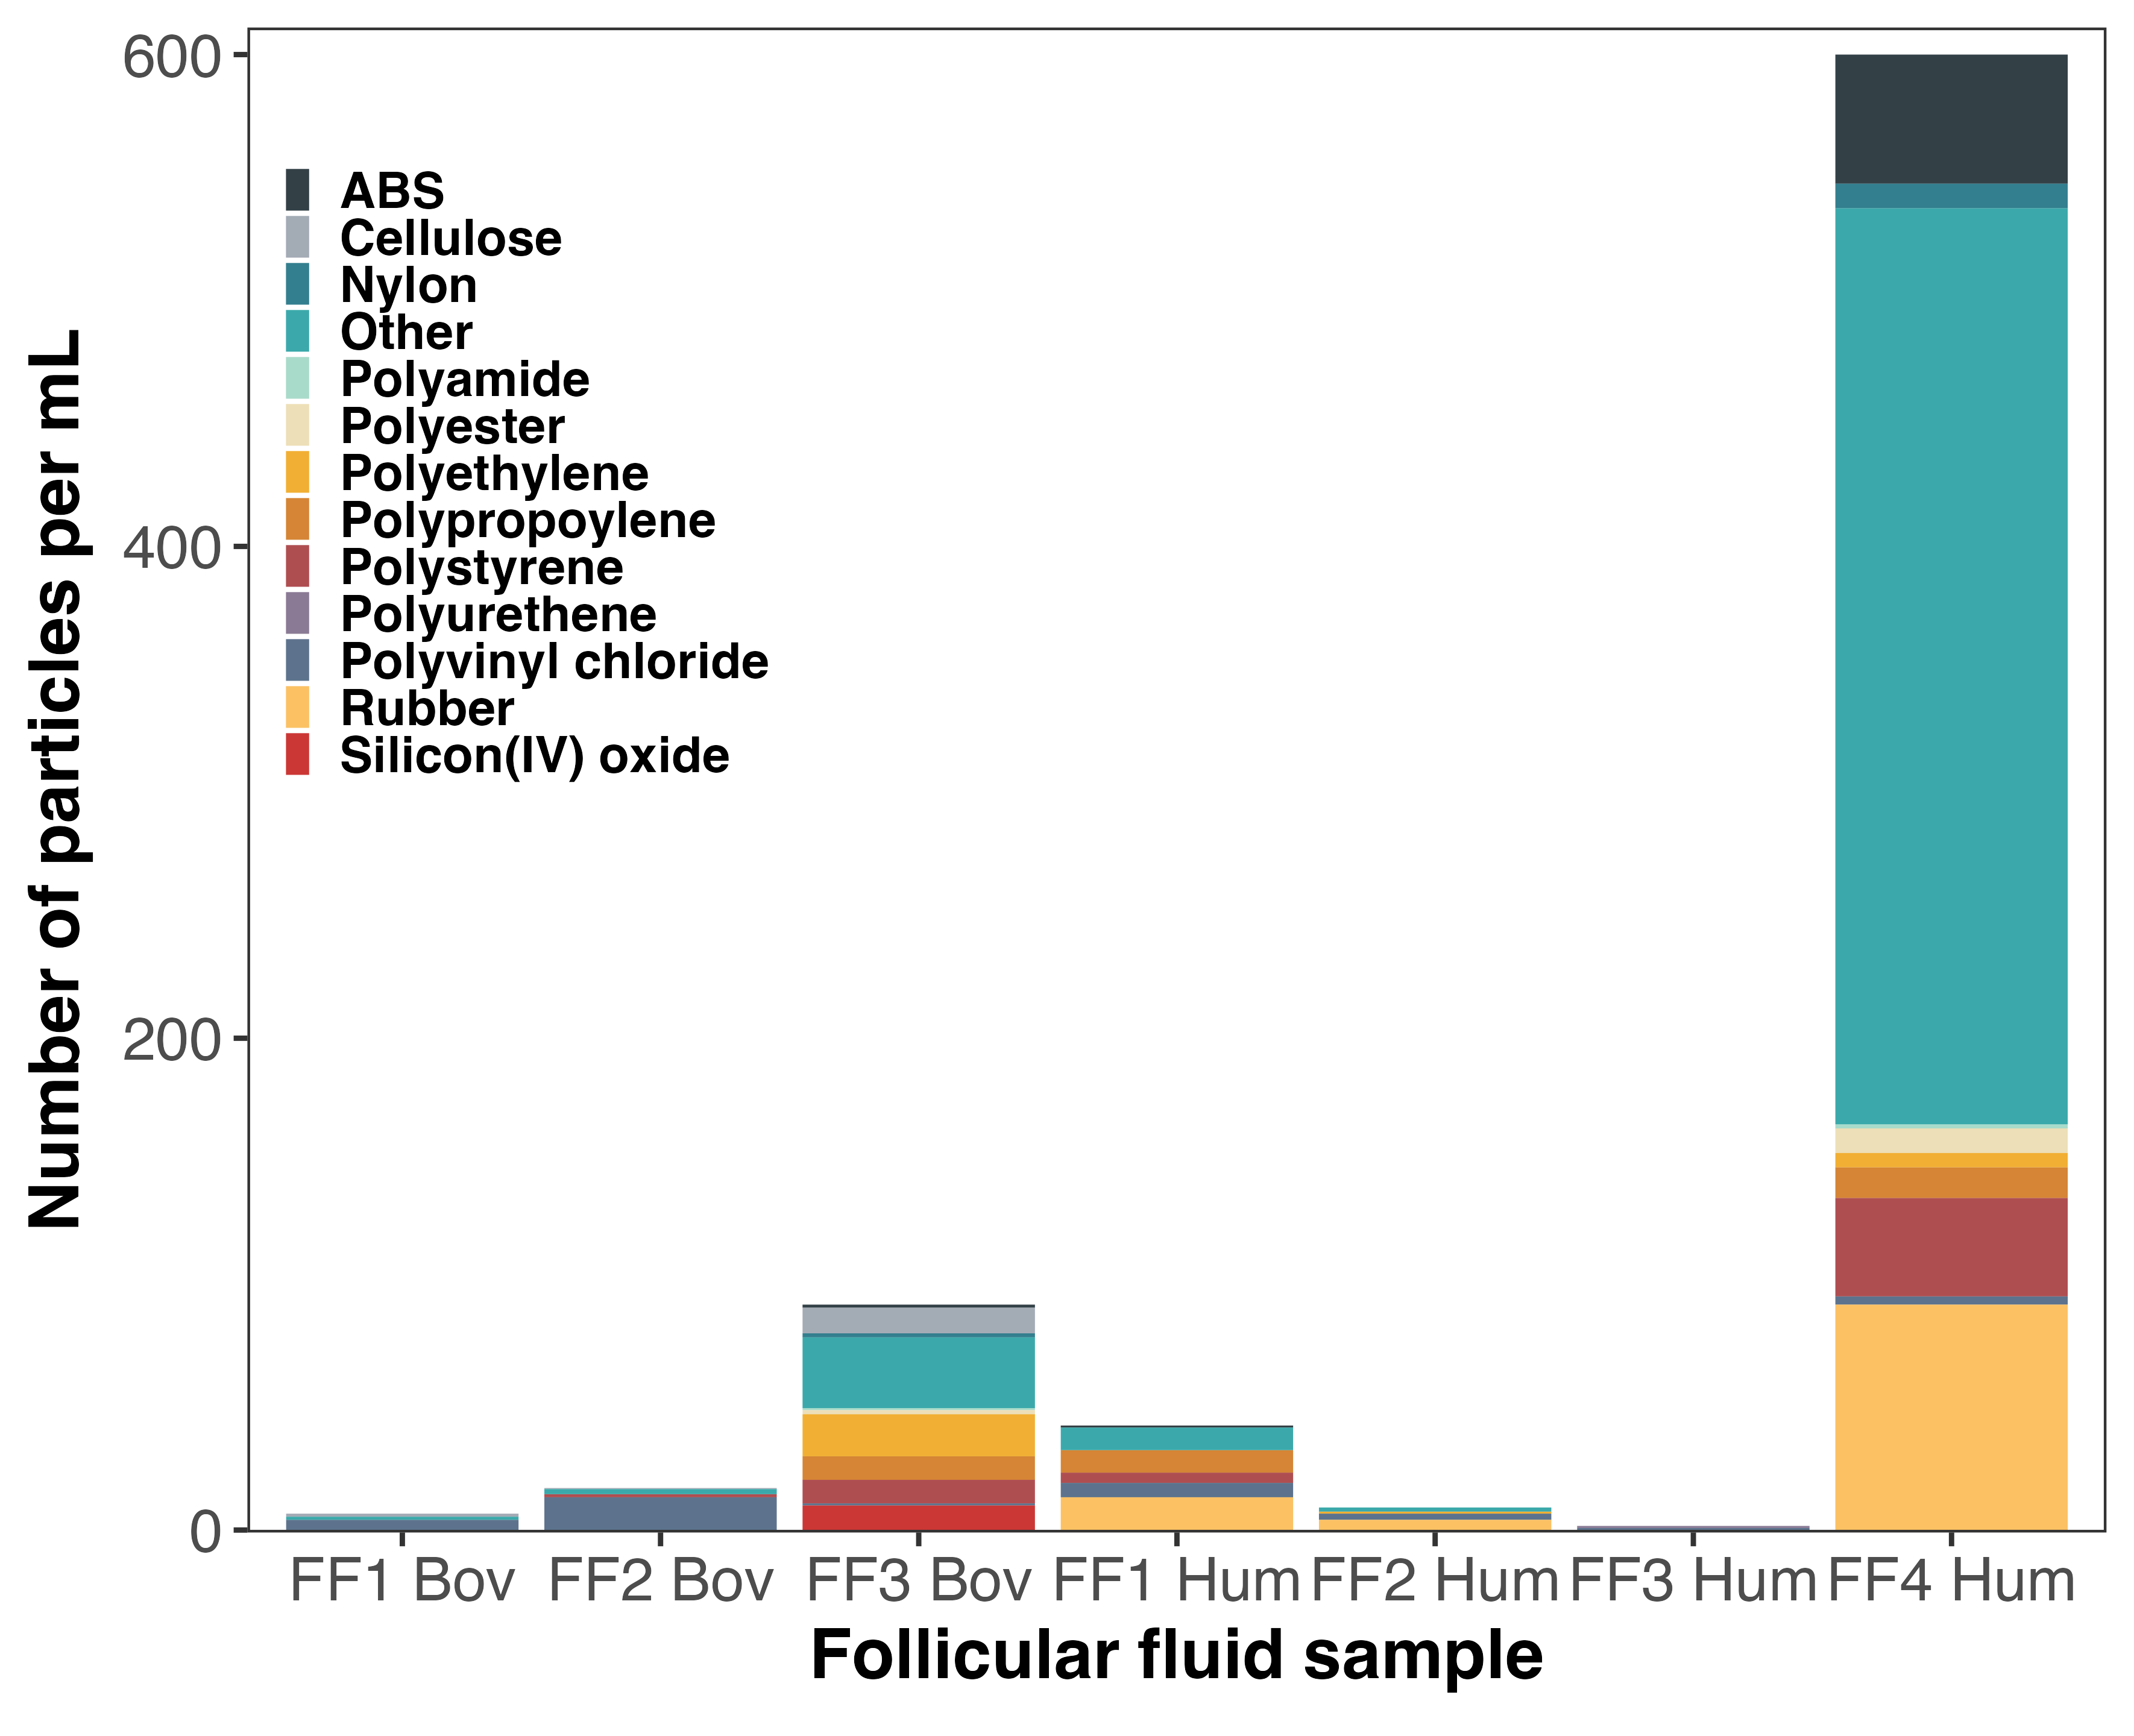 600
400
200
0
Number of particles per mL
ABS
Cellulose
Nylon
Other
Polyamide
Polyester
Polyethylene
Polypropoylene
Polystyrene
Polyurethene
Polyvinyl chloride
Rubber
Silicon(IV) oxide
FF1 Bov FF2 Bov FF3 Bov FF1 Hum FF2 Hum FF3 Hum FF4 Hum
Follicular fluid sample